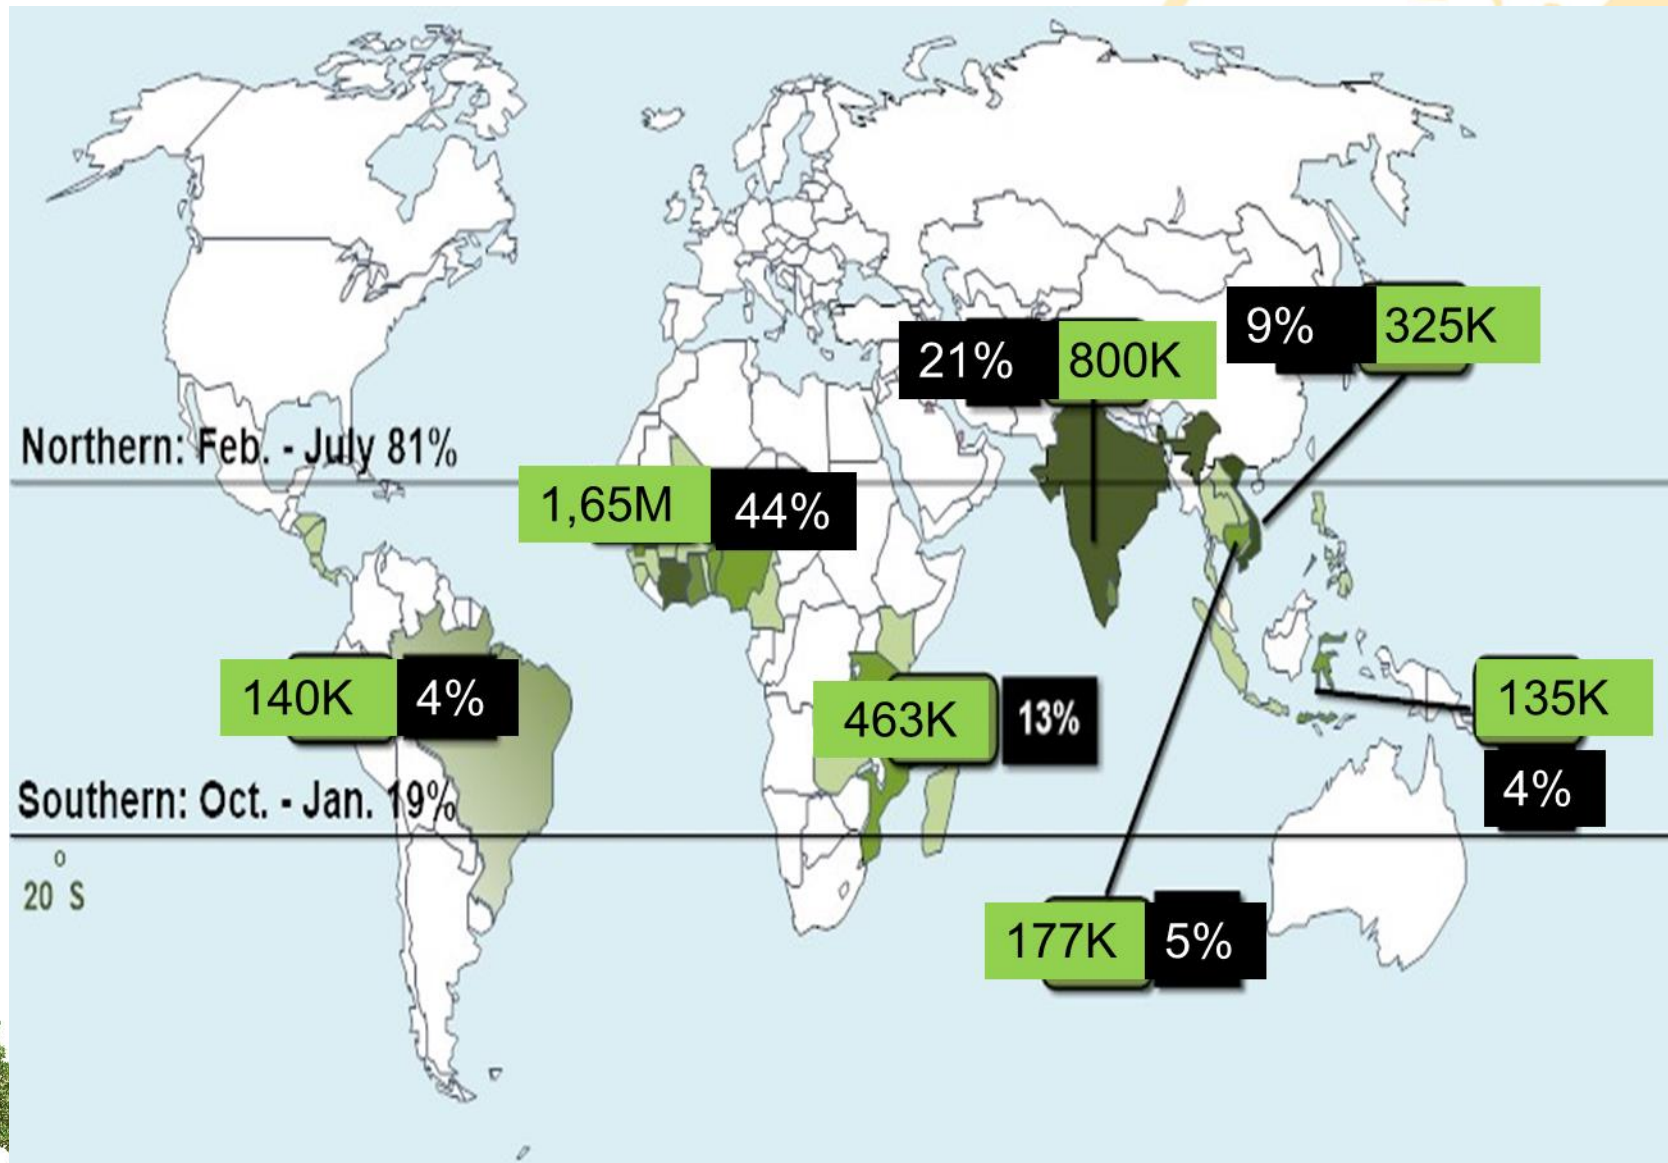 9% 325K
21% 800K
Northern: Feb. - July 81%
1,65M 44%
140K 4%
463K 13%
135K
4%
Southern: Oct. - Jan. 19%
20 °S
177K 5%